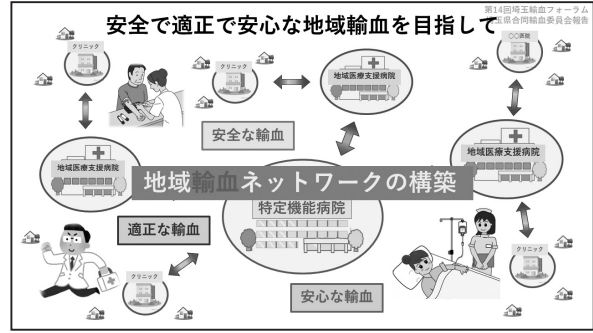 第14回埼玉輸血フォーラム
埼玉県合同輸血委員会報告
安全で適正で安心な地域輸血を目指して
クリニック
クリニック
地域医療支援病院
〇〇医院
安全な輸血
地域医療支援病院
地域医療支援病院
地域輸血ネットワークの構築
特定機能病院
適正な輸血
クリニック
クリニック
安心な輸血